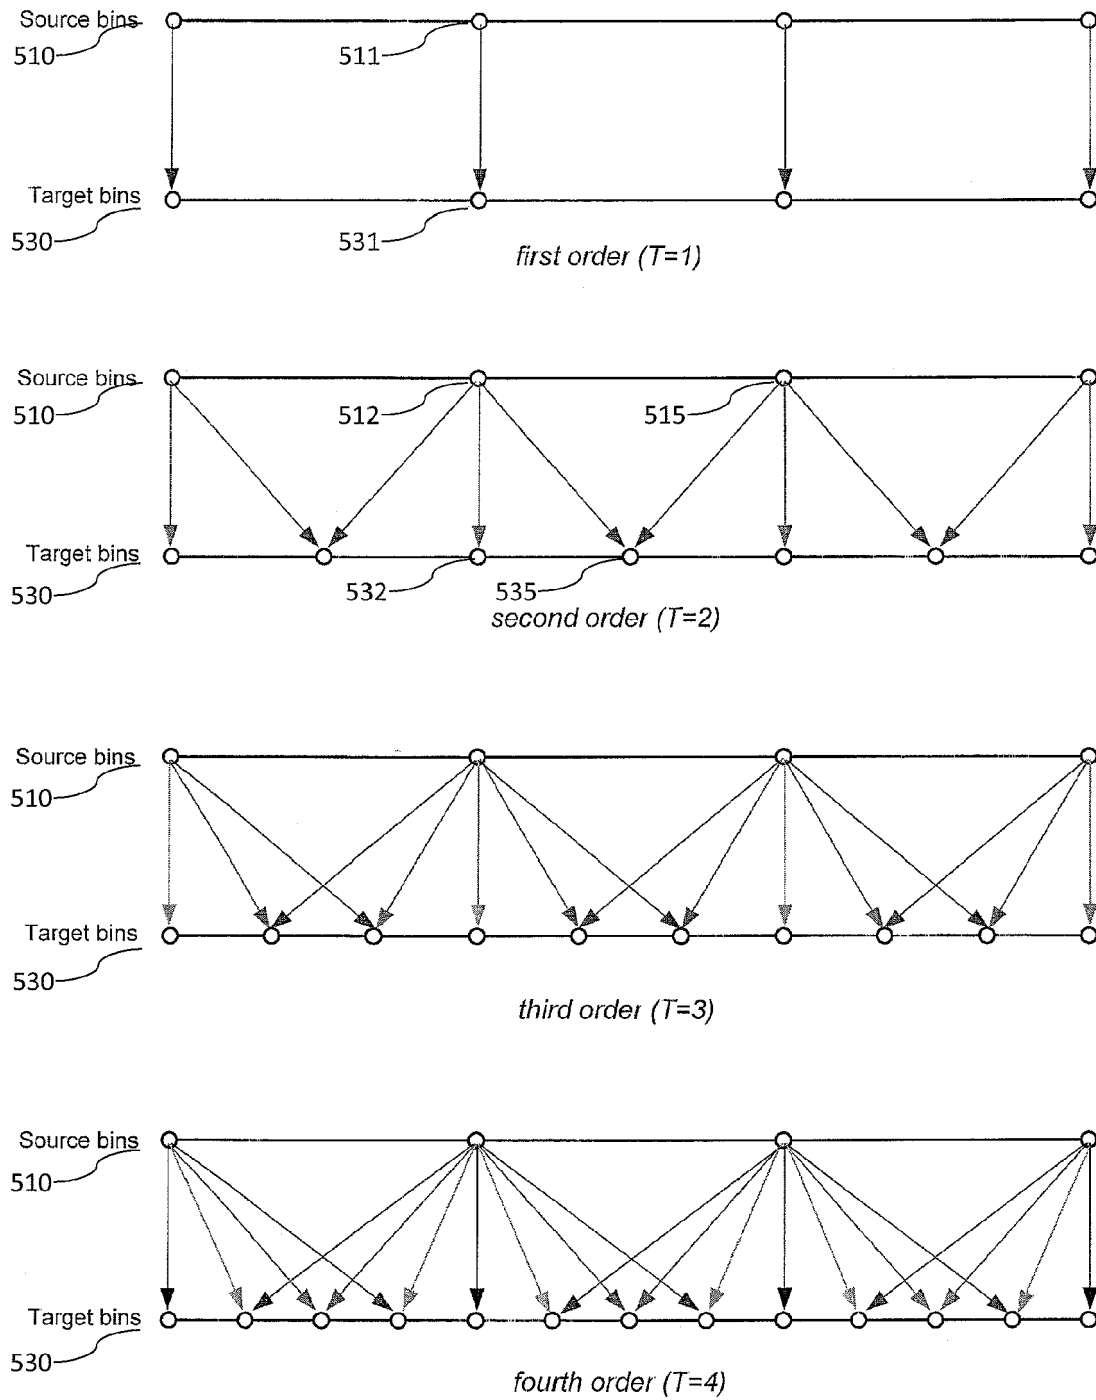 Source bins
510
511
Target bins
530
531
first order (T=1)
Source bins
510
512
515
Target bins
530
532
535
second order (T=2)
Source bins
510
Target bins
530
third order (T=3)
Source bins
510
Target bins
530
fourth order (T=4)